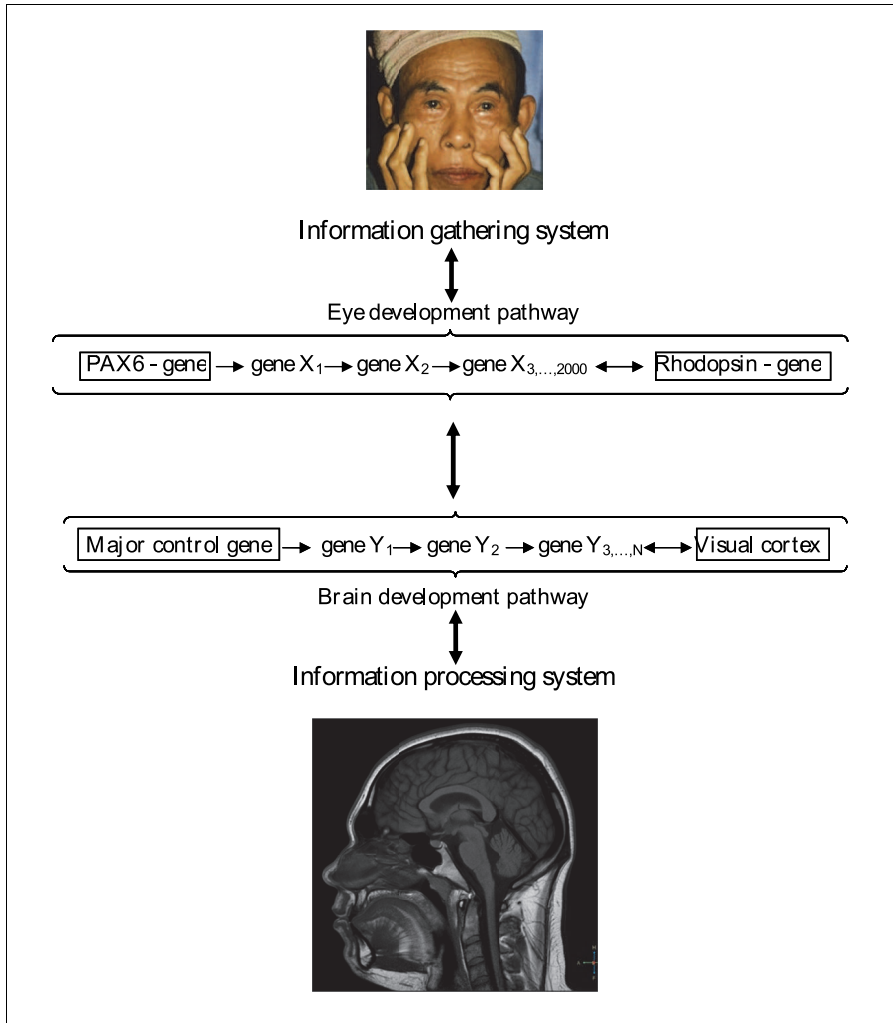 Information gathering system
Eye development pathway
PAX6 - gene → gene X₁ → gene X₂ → gene X₃,...,₂₀₀₀ ↔ Rhodopsin - gene
Major control gene → gene Y₁ → gene Y₂ → gene Y₃,...,N ↔ Visual cortex
Brain development pathway
Information processing system
H
A
F